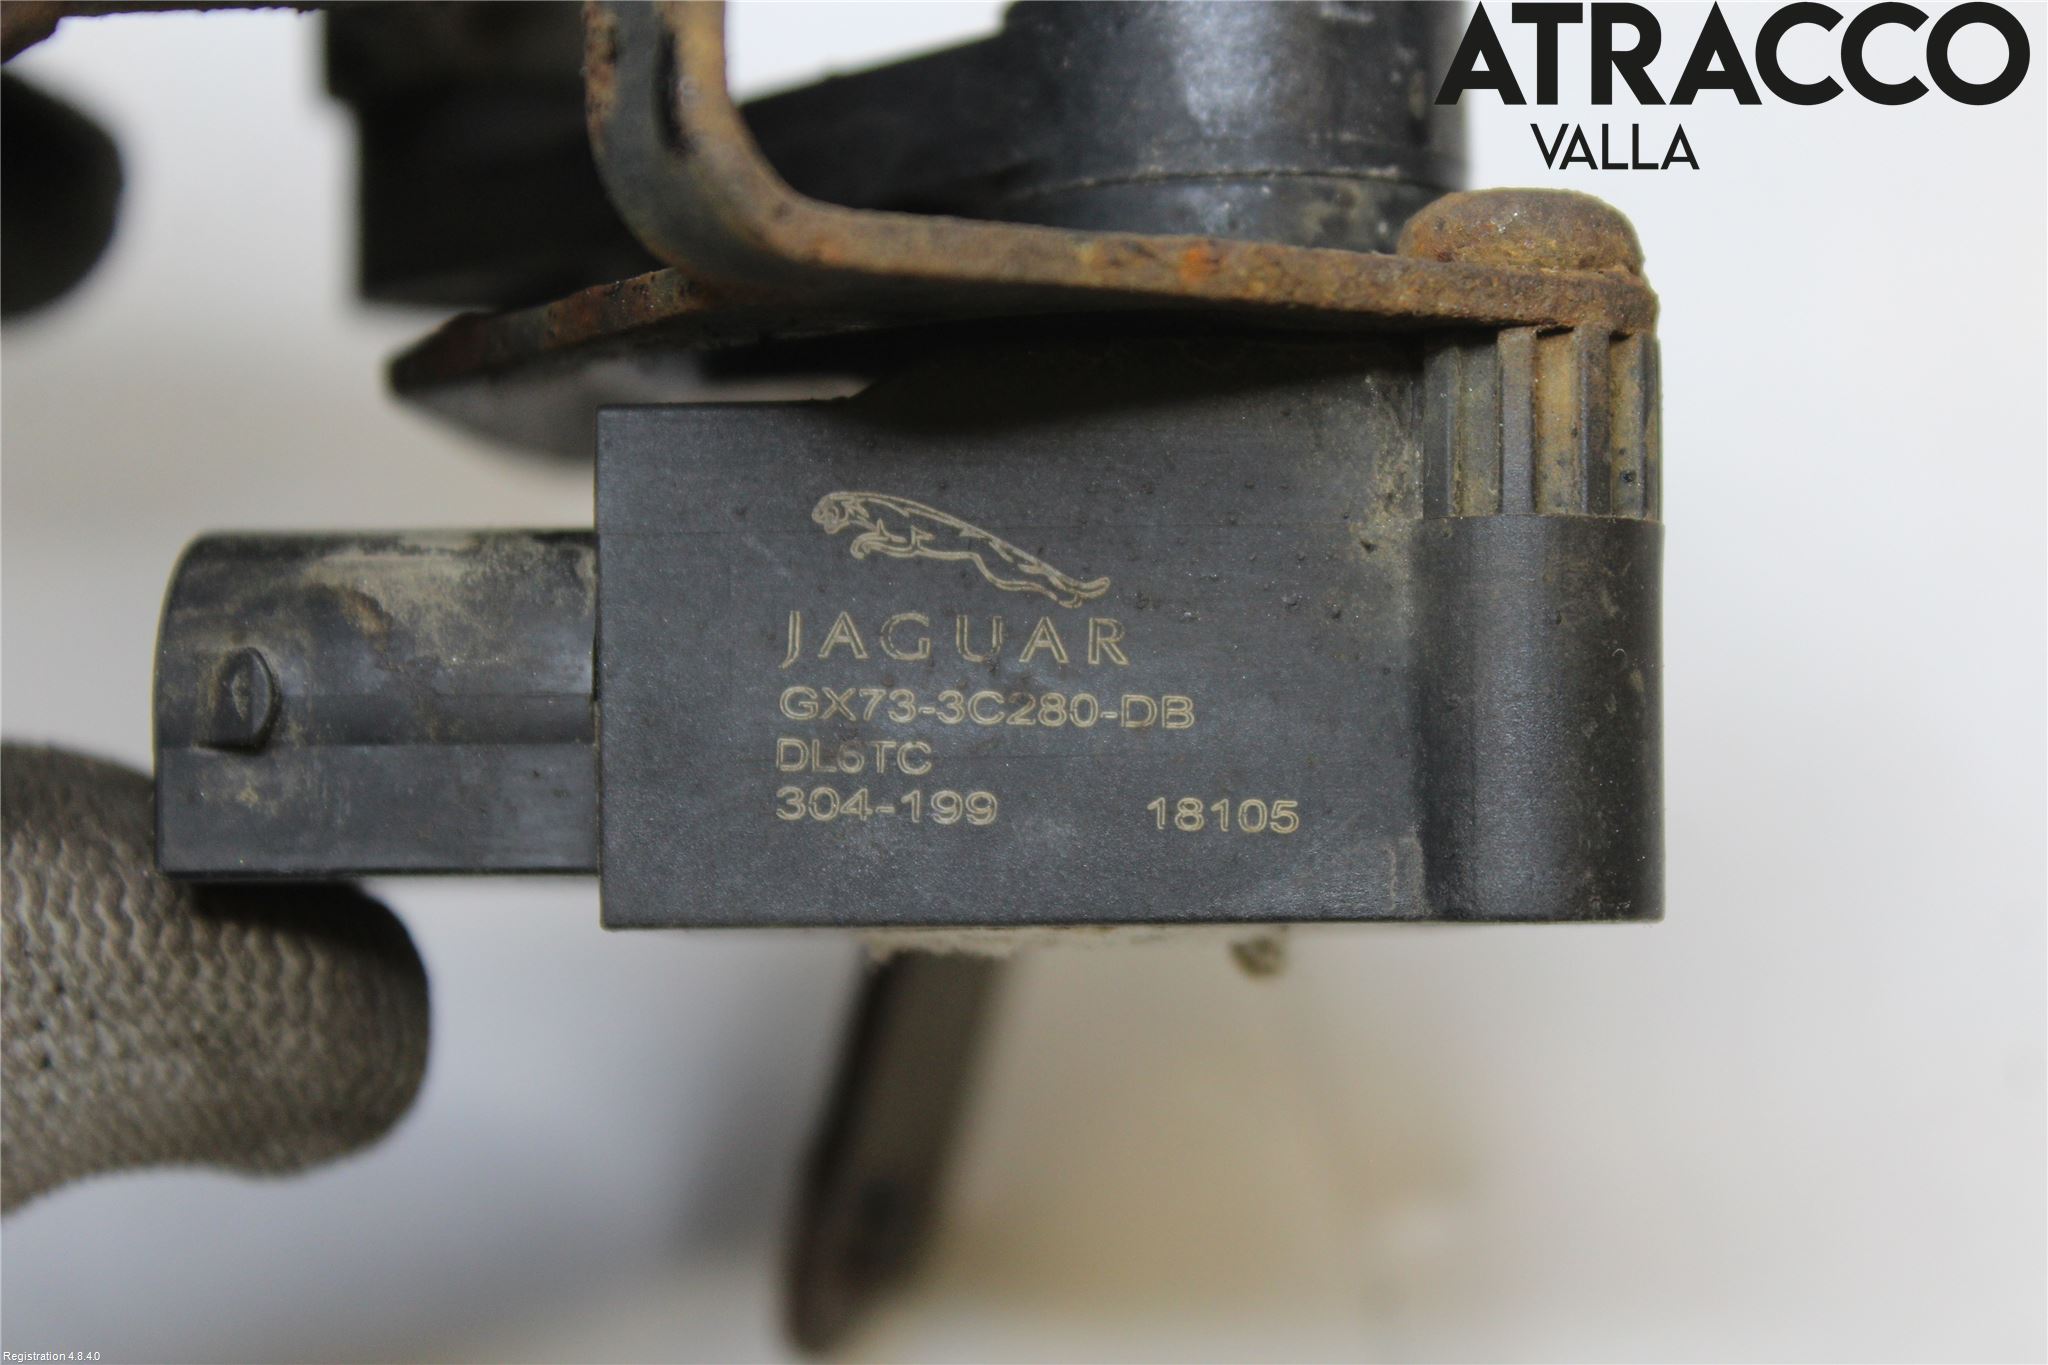 ATRACCO
VALLA
JAGUAR
GX73-3C280-DB
DL6TC
304-199 18105
Registration 4.8.4.0